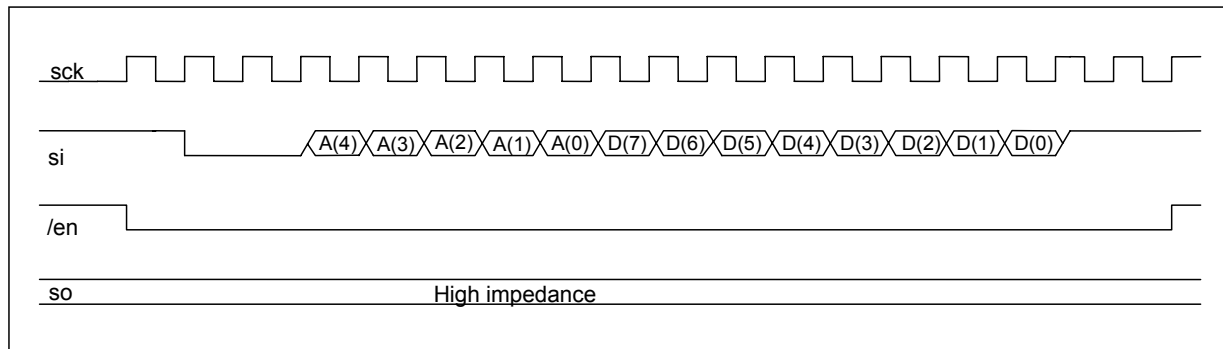 sck
si A(4) A(3) A(2) A(1) A(0) D(7) D(6) D(5) D(4) D(3) D(2) D(1) D(0)
/en
so High impedance